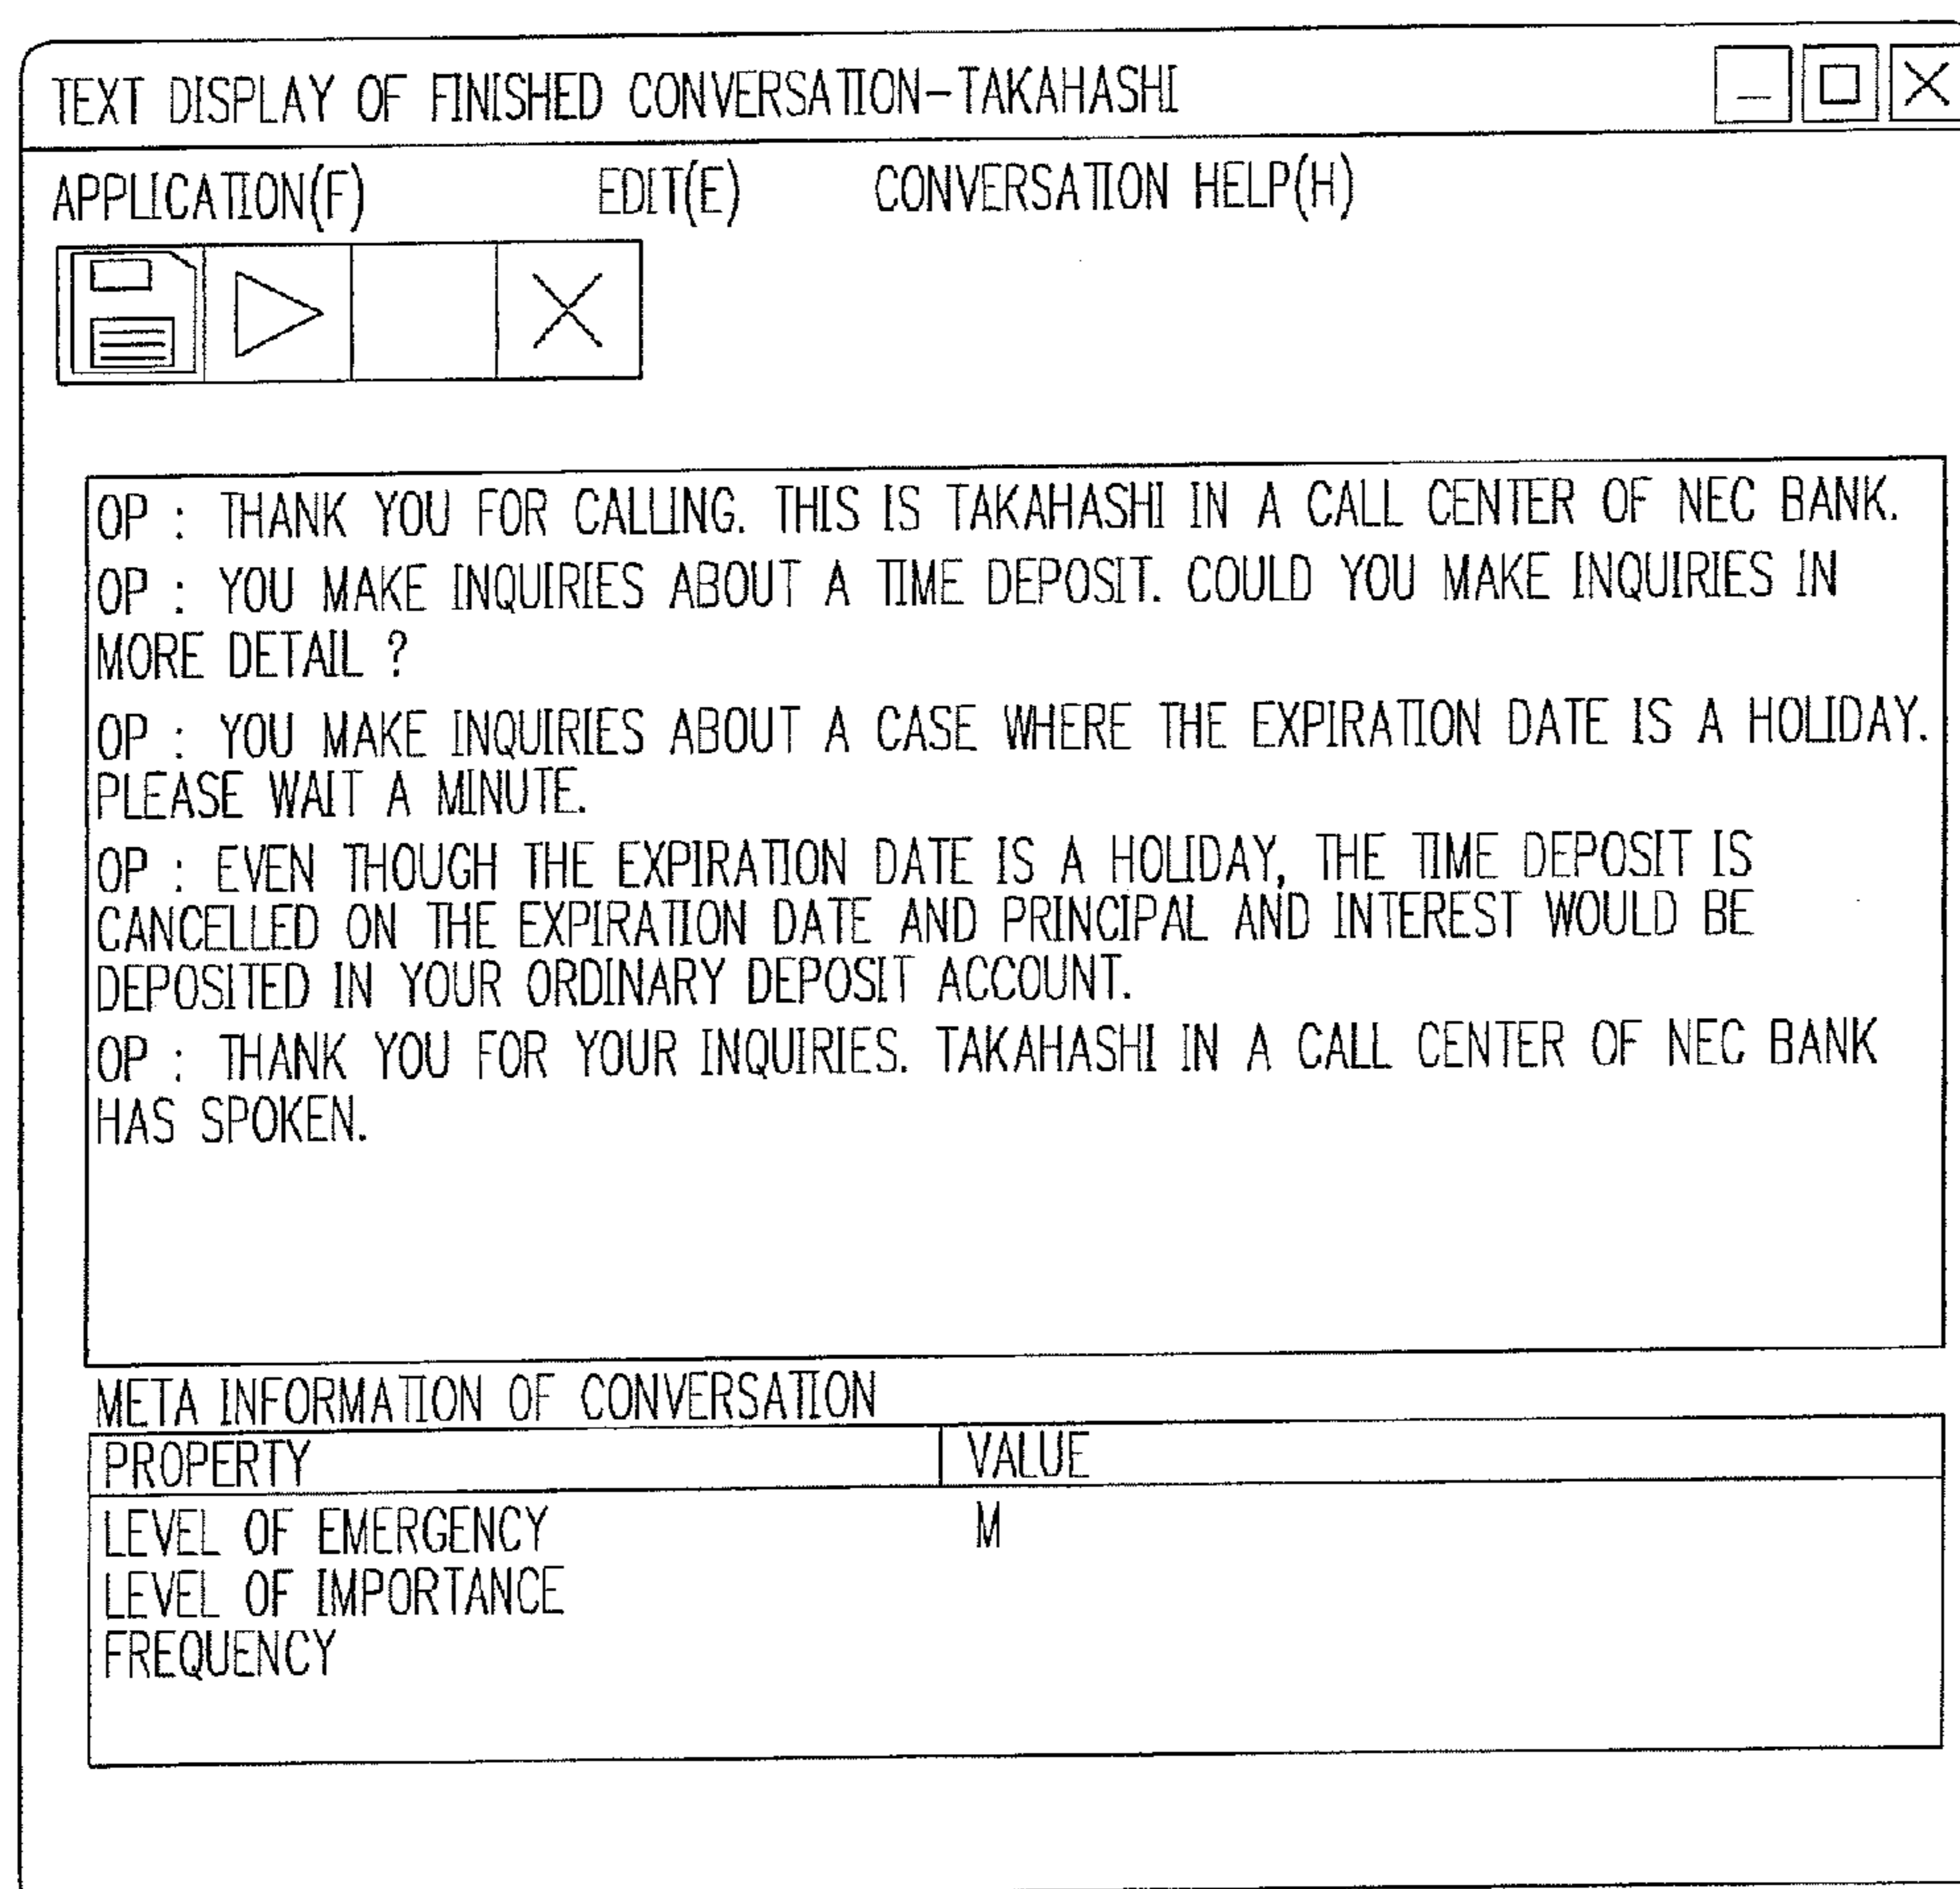 TEXT DISPLAY OF FINISHED CONVERSATION-TAKAHASHI
APPLICATION(F) EDIT(E) CONVERSATION HELP(H)
OP : THANK YOU FOR CALLING. THIS IS TAKAHASHI IN A CALL CENTER OF NEC BANK.
OP : YOU MAKE INQUIRIES ABOUT A TIME DEPOSIT. COULD YOU MAKE INQUIRIES IN
MORE DETAIL ?
OP : YOU MAKE INQUIRIES ABOUT A CASE WHERE THE EXPIRATION DATE IS A HOLIDAY.
PLEASE WAIT A MINUTE.
OP : EVEN THOUGH THE EXPIRATION DATE IS A HOLIDAY, THE TIME DEPOSIT IS
CANCELLED ON THE EXPIRATION DATE AND PRINCIPAL AND INTEREST WOULD BE
DEPOSITED IN YOUR ORDINARY DEPOSIT ACCOUNT.
OP : THANK YOU FOR YOUR INQUIRIES. TAKAHASHI IN A CALL CENTER OF NEC BANK
HAS SPOKEN.
META INFORMATION OF CONVERSATION
PROPERTY VALUE
LEVEL OF EMERGENCY M
LEVEL OF IMPORTANCE
FREQUENCY